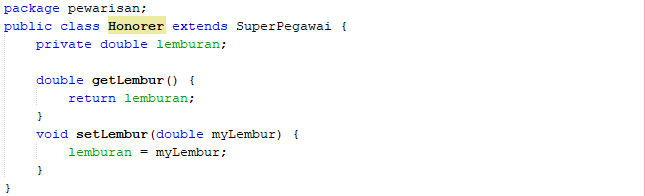 package pewarisan;
public class Honorer extends SuperPegawai {
    private double lemburan;

    double getLembur() {
        return lemburan;
    }
    void setLembur(double myLembur) {
        lemburan = myLembur;
    }
}